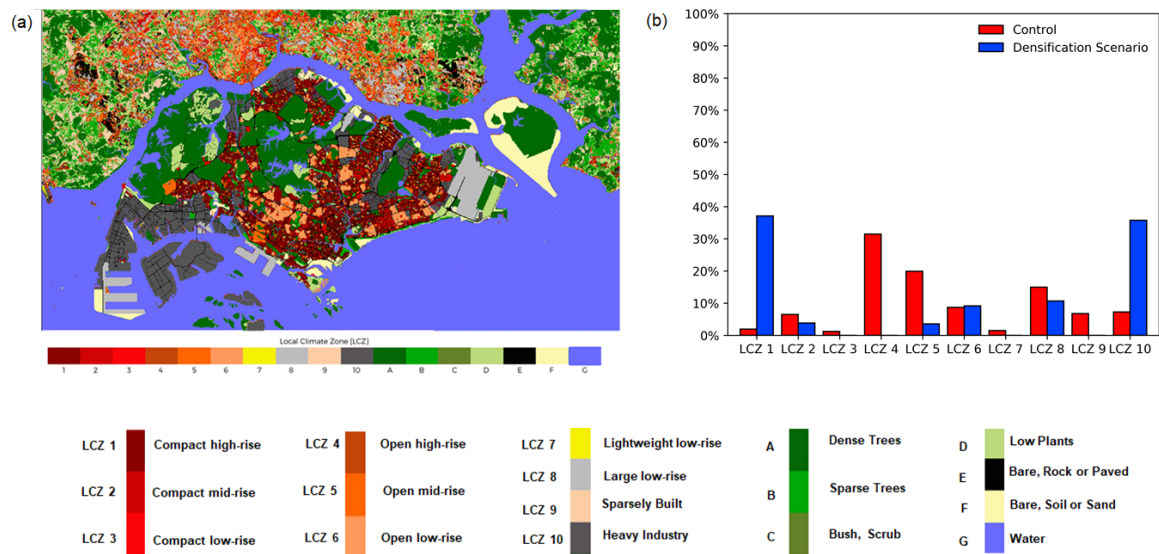 (a)
Local Climate Zone [LCZ]
1 2 3 4 5 6 7 8 9 10 A B C D E F G
(b)
100%
90%
80%
70%
60%
50%
40%
30%
20%
10%
0%
Control
Densification Scenario
LCZ 1 LCZ 2 LCZ 3 LCZ 4 LCZ 5 LCZ 6 LCZ 7 LCZ 8 LCZ 9 LCZ 10
LCZ 1 Compact high-rise
LCZ 2 Compact mid-rise
LCZ 3 Compact low-rise
LCZ 4 Open high-rise
LCZ 5 Open mid-rise
LCZ 6 Open low-rise
LCZ 7 Lightweight low-rise
LCZ 8 Large low-rise
LCZ 9 Sparsely Built
LCZ 10 Heavy Industry
A Dense Trees
B Sparse Trees
C Bush, Scrub
D Low Plants
E Bare, Rock or Paved
F Bare, Soil or Sand
G Water